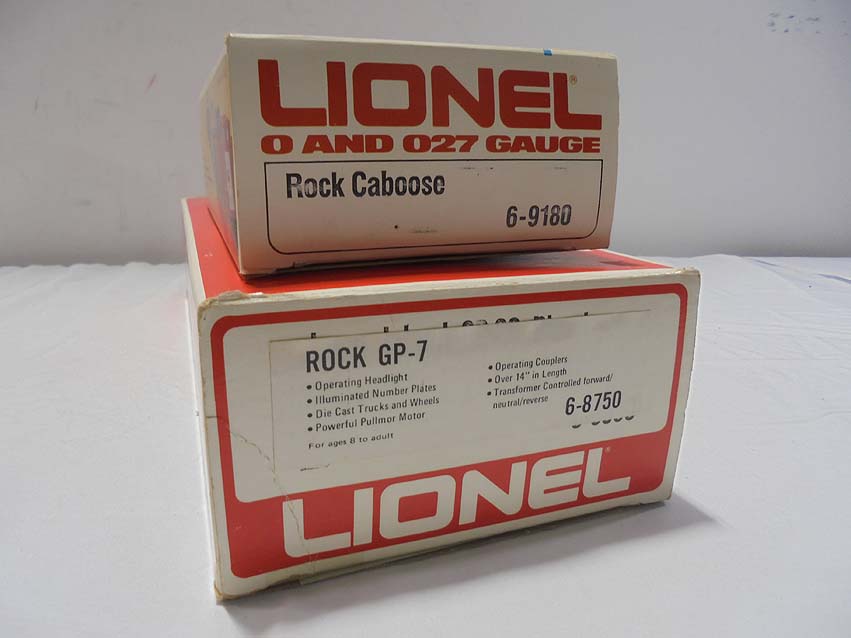 LIONEL®
O AND O27 GAUGE
Rock Caboose
6-9180
ROCK GP-7
• Operating Headlight
• Illuminated Number Plates
• Die Cast Trucks and Wheels
• Powerful Pullmor Motor
For ages 8 to adult
• Operating Couplers
• Over 14" in Length
• Transformer Controlled forward/
neutral/reverse
6-8750
LIONEL®